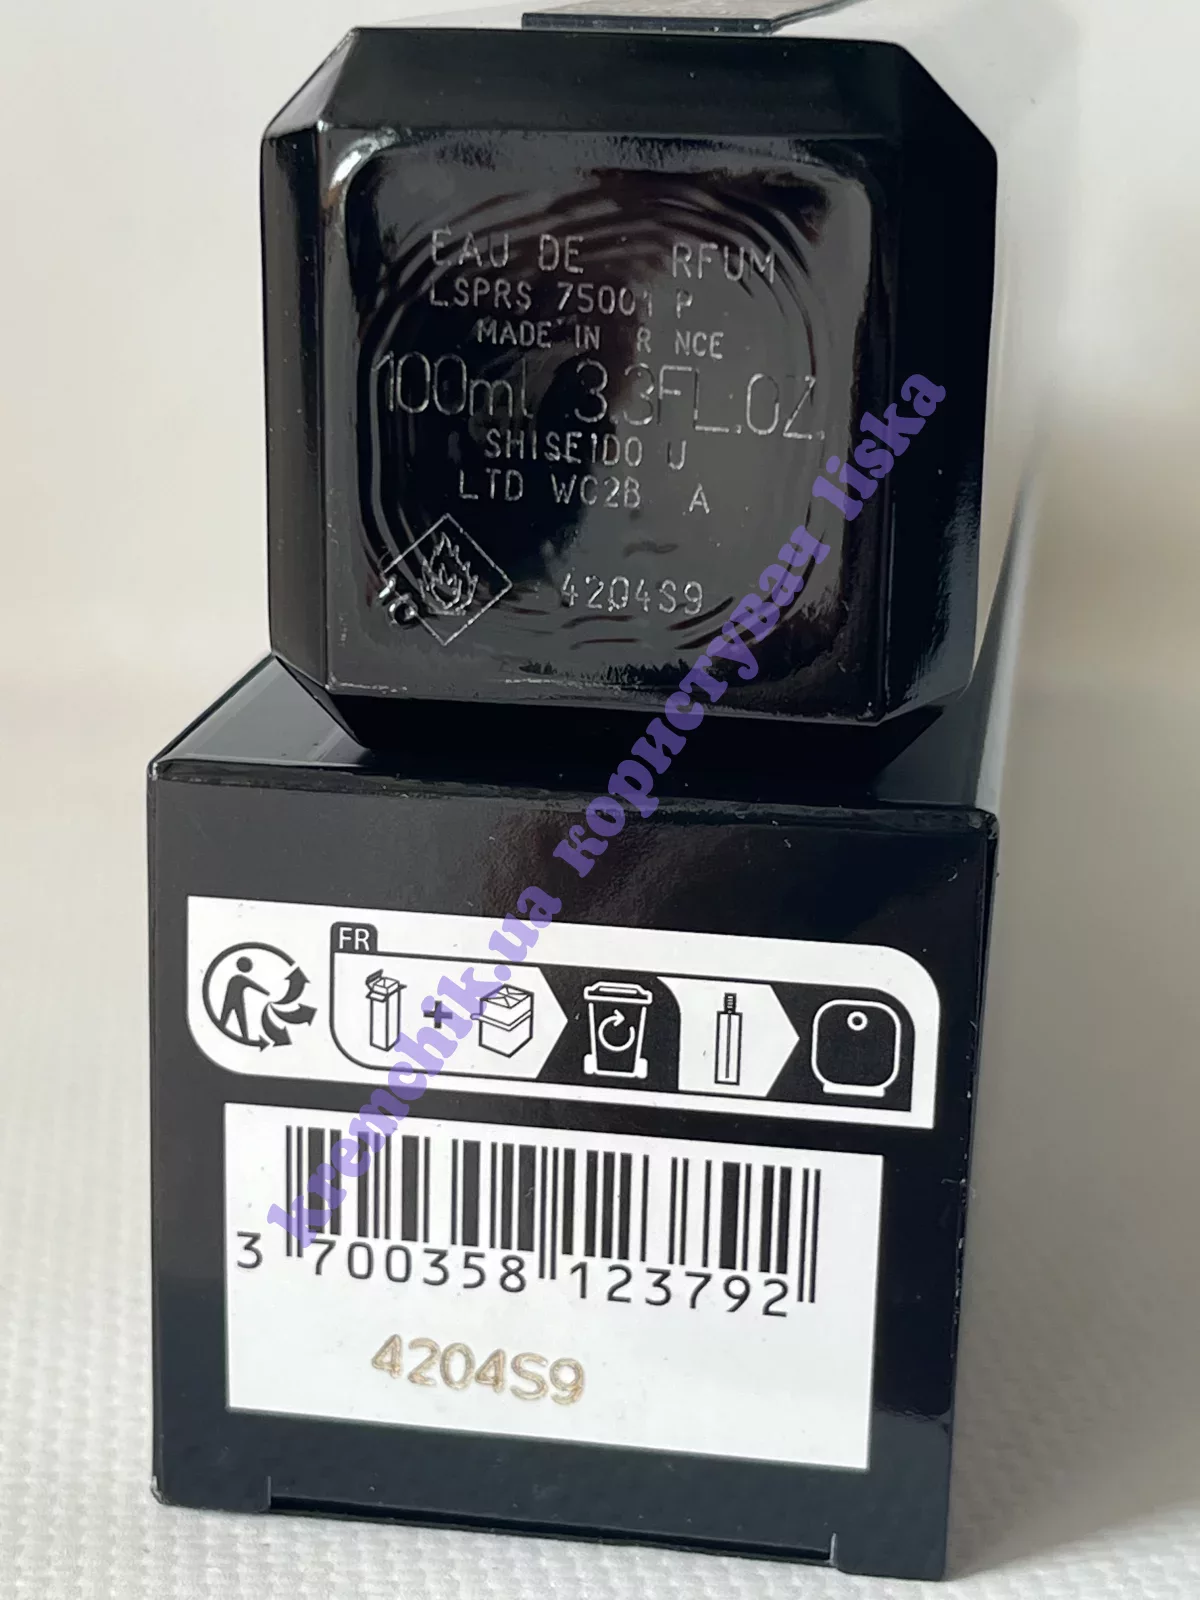 EAU DE RFUM
LSPRS 75001 P
MADE IN R NCE
100ml 3.3FL.OZ.
SHISEIDO U
LTD WC2B A
4204S9
kremchik.ua користувач liska
FR
3 700358 123792
4204S9